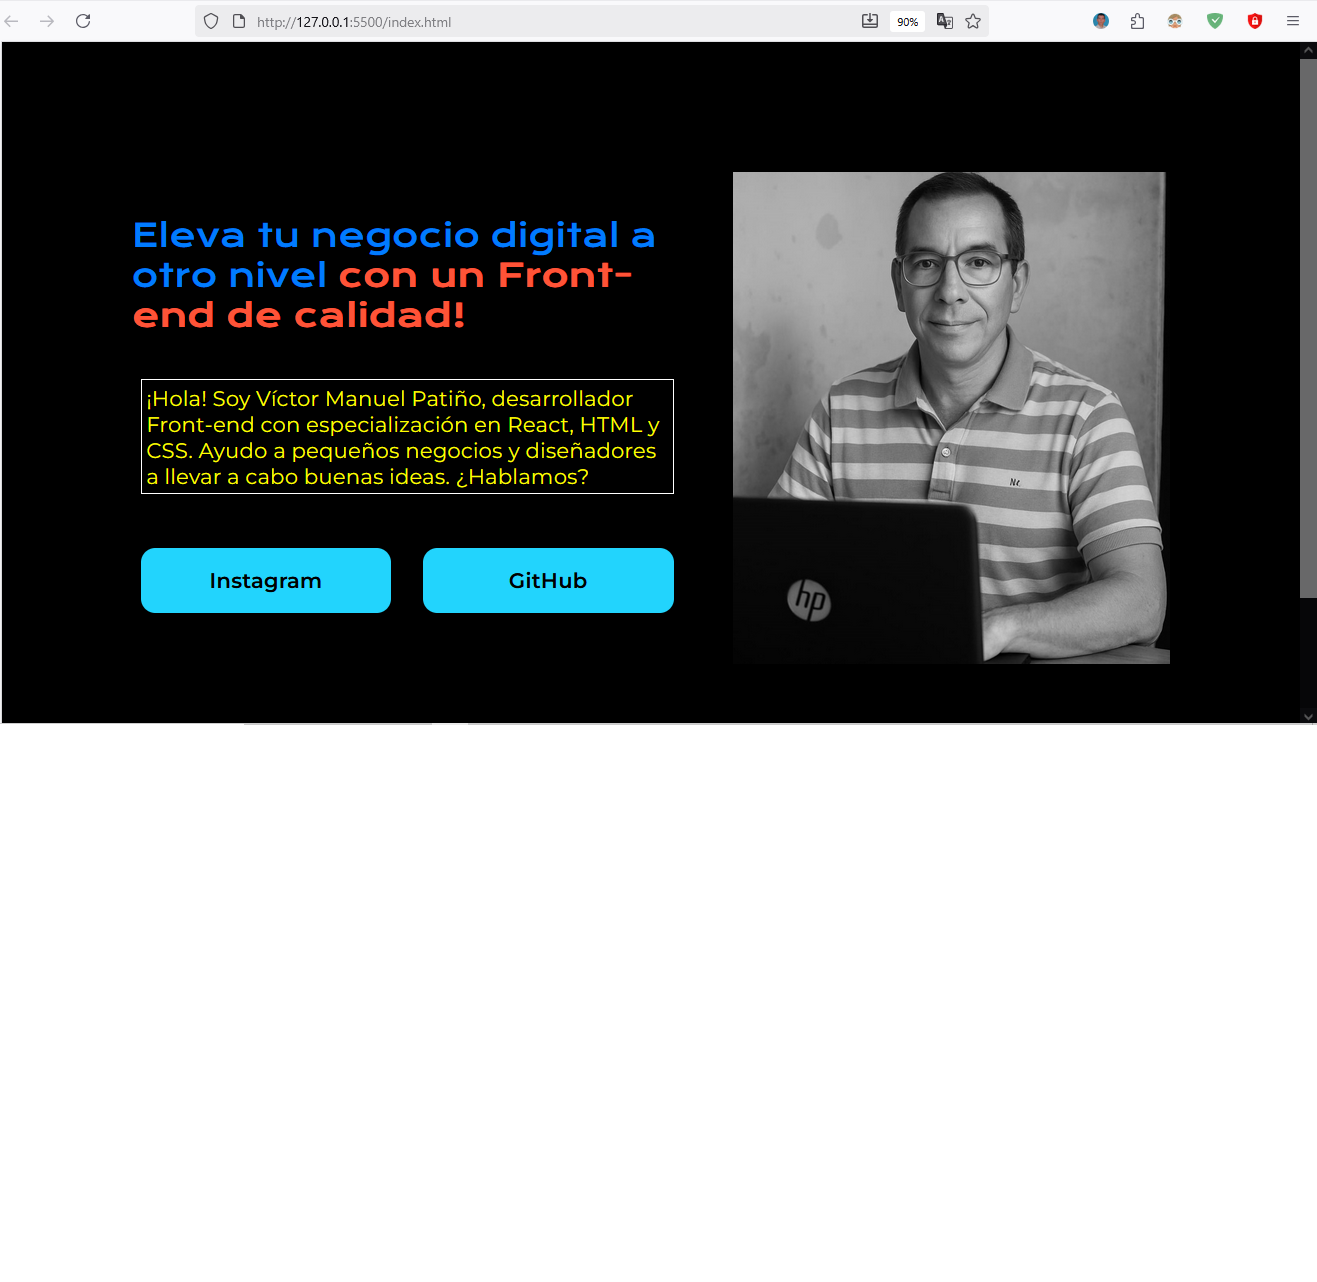 http://127.0.0.1:5500/index.html
90%
Eleva tu negocio digital a
otro nivel con un Front-
end de calidad!
¡Hola! Soy Víctor Manuel Patiño, desarrollador
Front-end con especialización en React, HTML y
CSS. Ayudo a pequeños negocios y diseñadores
a llevar a cabo buenas ideas. ¿Hablamos?
Instagram
GitHub
hp